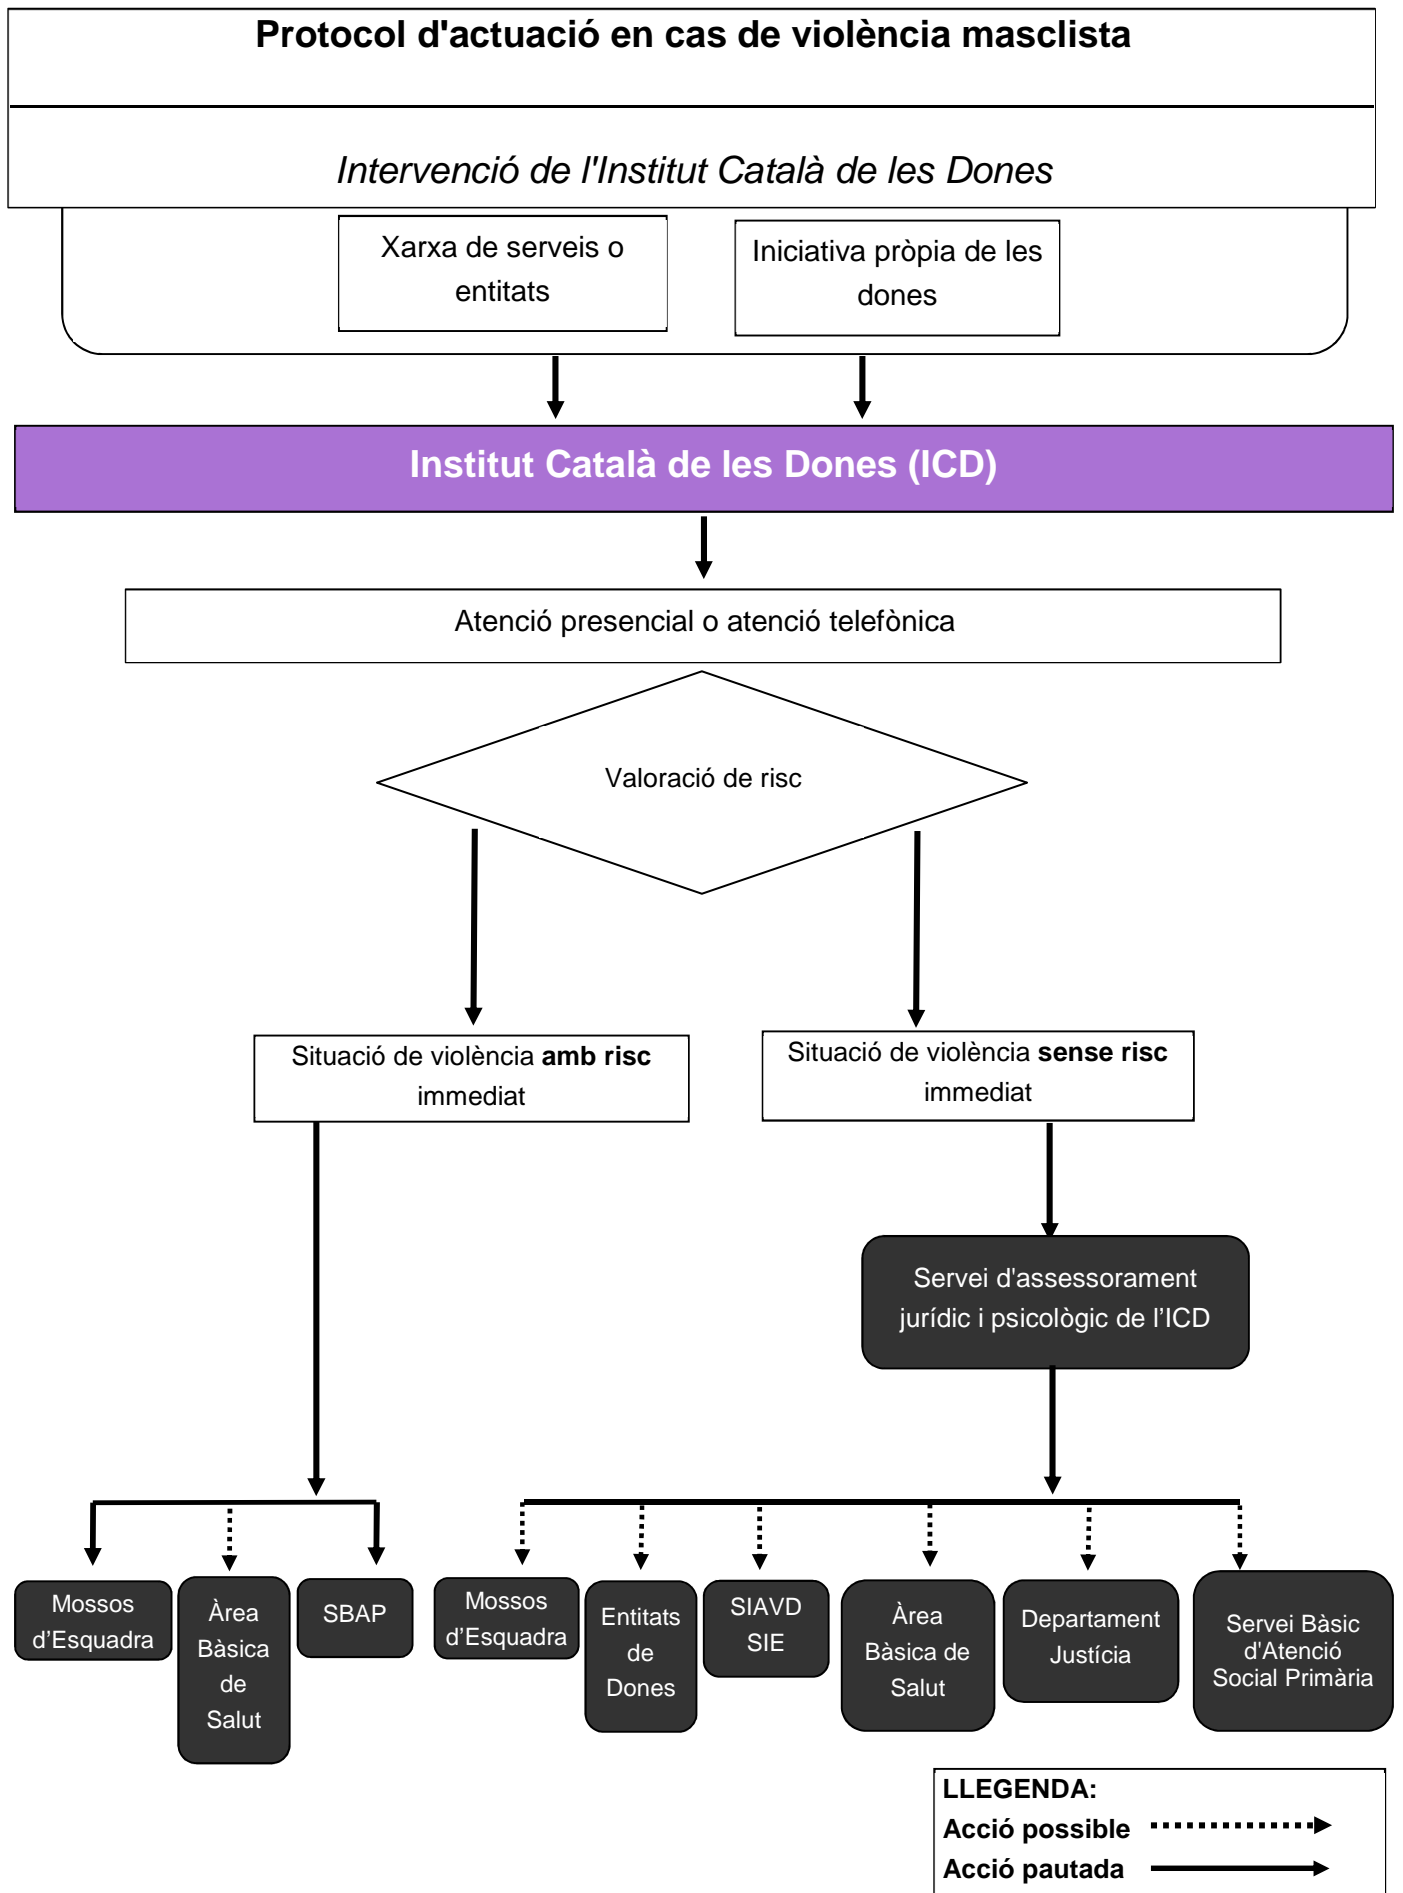 Protocol d'actuació en cas de violència masclista
Intervenció de l'Institut Català de les Dones
Xarxa de serveis o
entitats
Iniciativa pròpia de les
dones
Institut Català de les Dones (ICD)
Atenció presencial o atenció telefònica
Valoració de risc
Situació de violència amb risc
immediat
Situació de violència sense risc
immediat
Servei d'assessorament
jurídic i psicològic de l’ICD
Mossos
d’Esquadra
Àrea
Bàsica
de
Salut
SBAP
Mossos
d’Esquadra
Entitats
de
Dones
SIAVD
SIE
Àrea
Bàsica de
Salut
Departament
Justícia
Servei Bàsic
d'Atenció
Social Primària
LLEGENDA:
Acció possible
Acció pautada